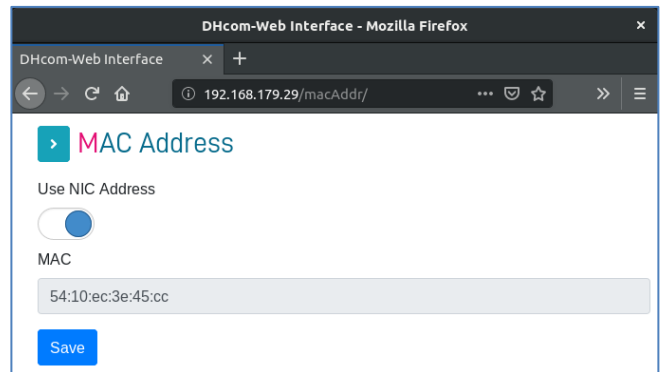 DHcom-Web Interface - Mozilla Firefox
DHcom-Web Interface
192.168.179.29/macAddr/
MAC Address
Use NIC Address
MAC
54:10:ec:3e:45:cc
Save